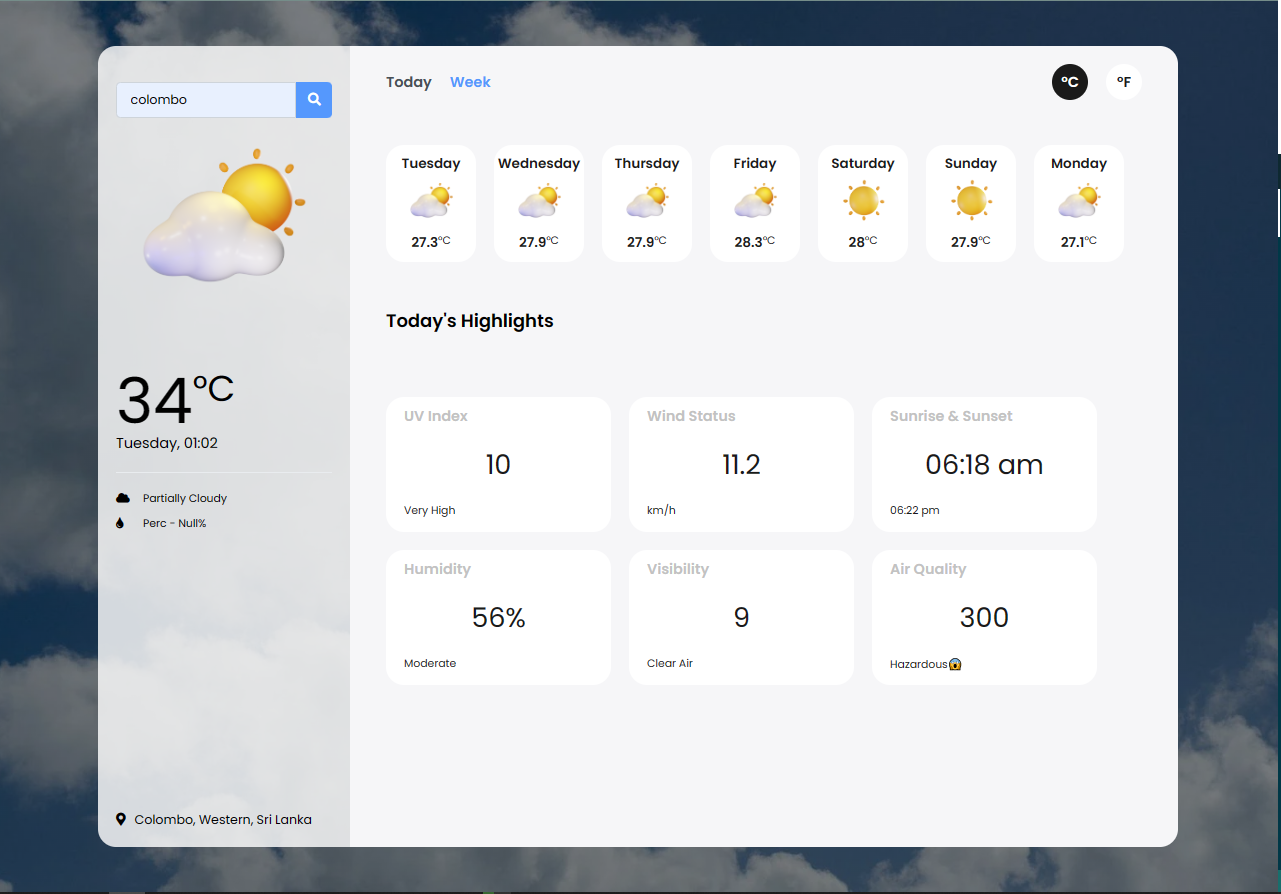 colombo
34°C
Tuesday, 01:02
Partially Cloudy
Perc - Null%
Colombo, Western, Sri Lanka
Today Week
°C °F
Tuesday Wednesday Thursday Friday Saturday Sunday Monday
27.3°C 27.9°C 27.9°C 28.3°C 28°C 27.9°C 27.1°C
Today's Highlights
UV Index
10
Very High
Wind Status
11.2
km/h
Sunrise & Sunset
06:18 am
06:22 pm
Humidity
56%
Moderate
Visibility
9
Clear Air
Air Quality
300
Hazardous😱